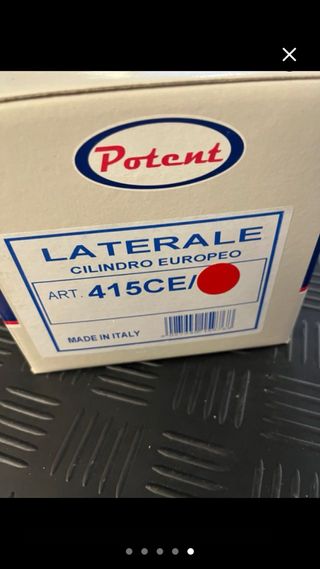 Potent
LATERALE
CILINDRO EUROPEO
ART. 415CE/
MADE IN ITALY